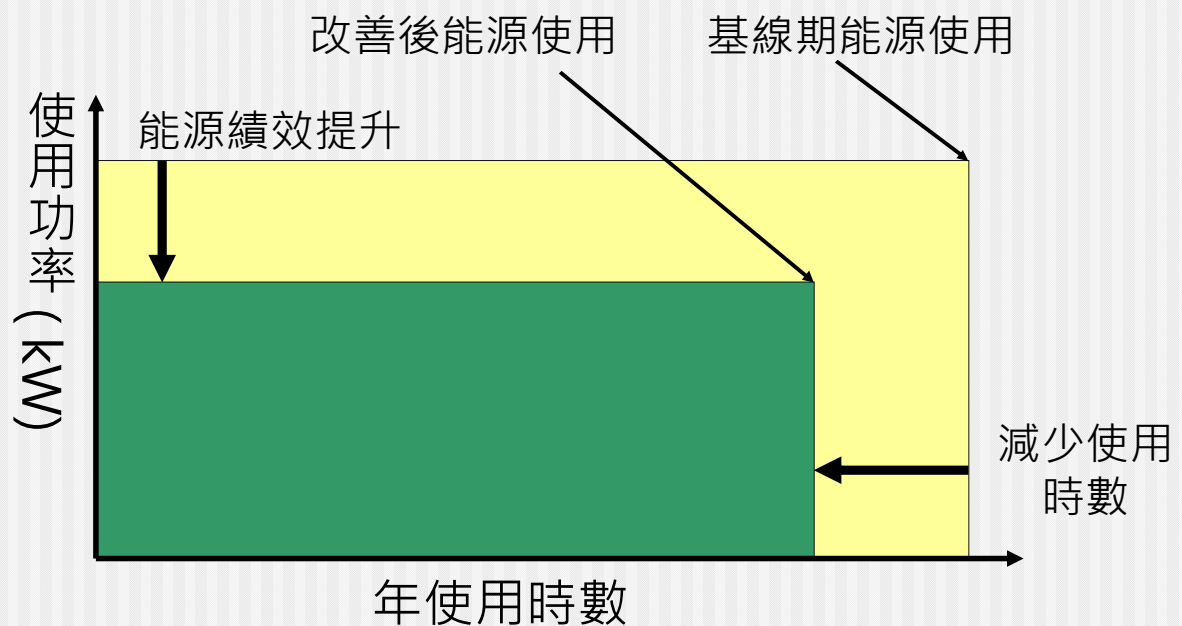 改善後能源使用
基線期能源使用
使用功率(kW)
能源績效提升
減少使用
時數
年使用時數